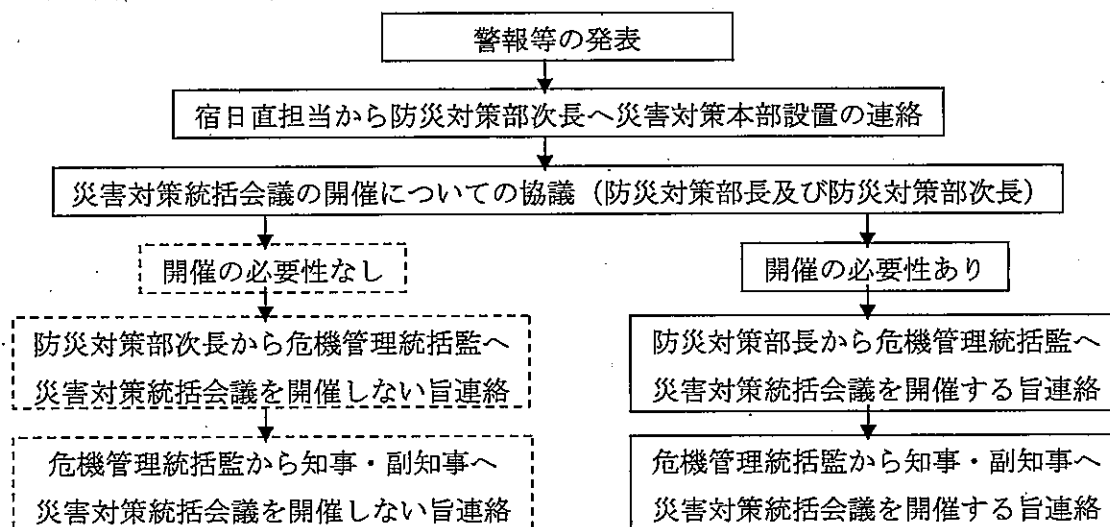 警報等の発表
宿日直担当から防災対策部次長へ災害対策本部設置の連絡
災害対策統括会議の開催についての協議（防災対策部長及び防災対策部次長）
開催の必要性なし
防災対策部次長から危機管理統括監へ
災害対策統括会議を開催しない旨連絡
危機管理統括監から知事・副知事へ
災害対策統括会議を開催しない旨連絡
開催の必要性あり
防災対策部長から危機管理統括監へ
災害対策統括会議を開催する旨連絡
危機管理統括監から知事・副知事へ
災害対策統括会議を開催する旨連絡